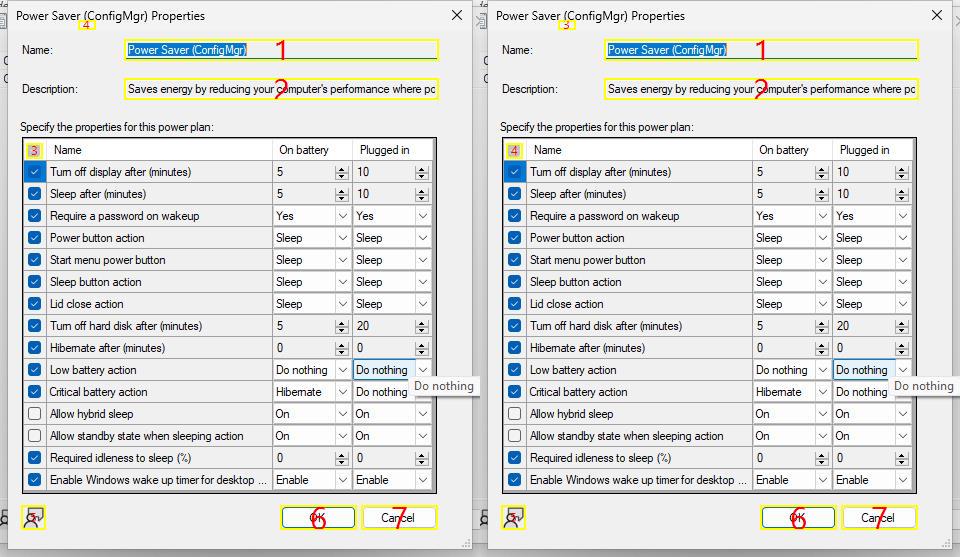 Power Saver (ConfigMgr) Properties
4
Name:
Power Saver (ConfigMgr)
1
Description:
Saves energy by reducing your computer's performance where po
2
Specify the properties for this power plan:
3 Name On battery Plugged in
Turn off display after (minutes) 5 10
Sleep after (minutes) 5 10
Require a password on wakeup Yes Yes
Power button action Sleep Sleep
Start menu power button Sleep Sleep
Sleep button action Sleep Sleep
Lid close action Sleep Sleep
Turn off hard disk after (minutes) 5 20
Hibernate after (minutes) 0 0
Low battery action Do nothing Do nothing
Do nothing
Critical battery action Hibernate Do nothing
Allow hybrid sleep On On
Allow standby state when sleeping action On On
Required idleness to sleep (%) 0 0
Enable Windows wake up timer for desktop ... Enable Enable
OK
6
Cancel
7
Power Saver (ConfigMgr) Properties
3
Name:
Power Saver (ConfigMgr)
1
Description:
Saves energy by reducing your computer's performance where po
2
Specify the properties for this power plan:
4 Name On battery Plugged in
Turn off display after (minutes) 5 10
Sleep after (minutes) 5 10
Require a password on wakeup Yes Yes
Power button action Sleep Sleep
Start menu power button Sleep Sleep
Sleep button action Sleep Sleep
Lid close action Sleep Sleep
Turn off hard disk after (minutes) 5 20
Hibernate after (minutes) 0 0
Low battery action Do nothing Do nothing
Do nothing
Critical battery action Hibernate Do nothing
Allow hybrid sleep On On
Allow standby state when sleeping action On On
Required idleness to sleep (%) 0 0
Enable Windows wake up timer for desktop ... Enable Enable
OK
6
Cancel
7